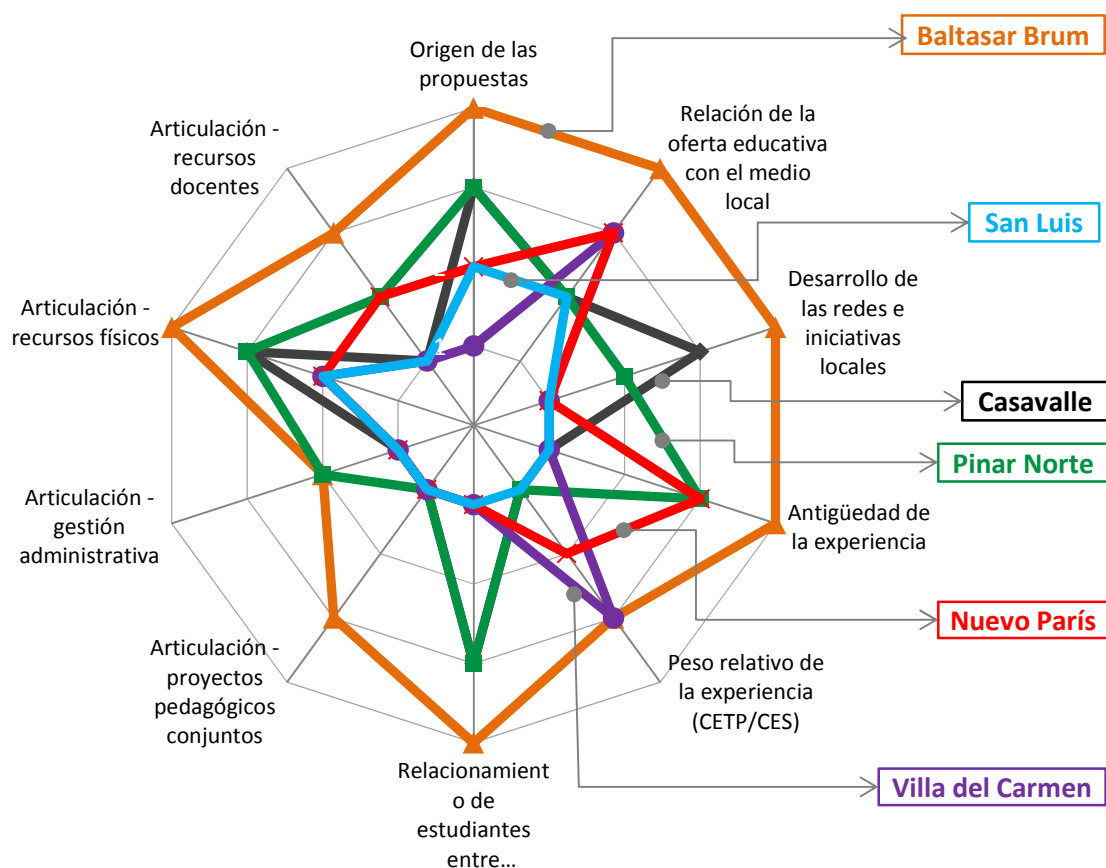 Baltasar Brum
Origen de las
propuestas
Relación de la
oferta educativa
con el medio
local
San Luis
Desarrollo de
las redes e
iniciativas
locales
Casavalle
Pinar Norte
Antigüedad de
la experiencia
Nuevo París
Peso relativo de
la experiencia
(CETP/CES)
Villa del Carmen
Relacionamient
o de
estudiantes
entre…
Articulación -
proyectos
pedagógicos
conjuntos
Articulación -
gestión
administrativa
Articulación -
recursos físicos
Articulación -
recursos
docentes